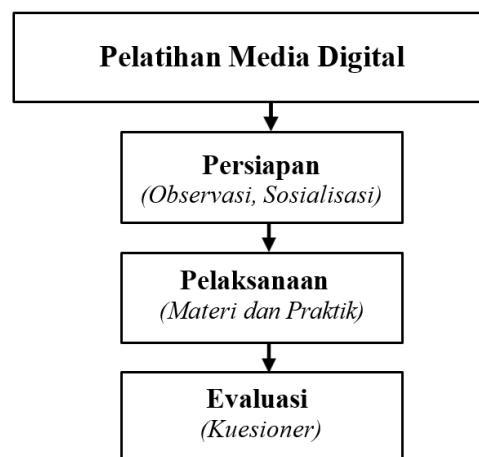 Pelatihan Media Digital
Persiapan
(Observasi, Sosialisasi)
Pelaksanaan
(Materi dan Praktik)
Evaluasi
(Kuesioner)